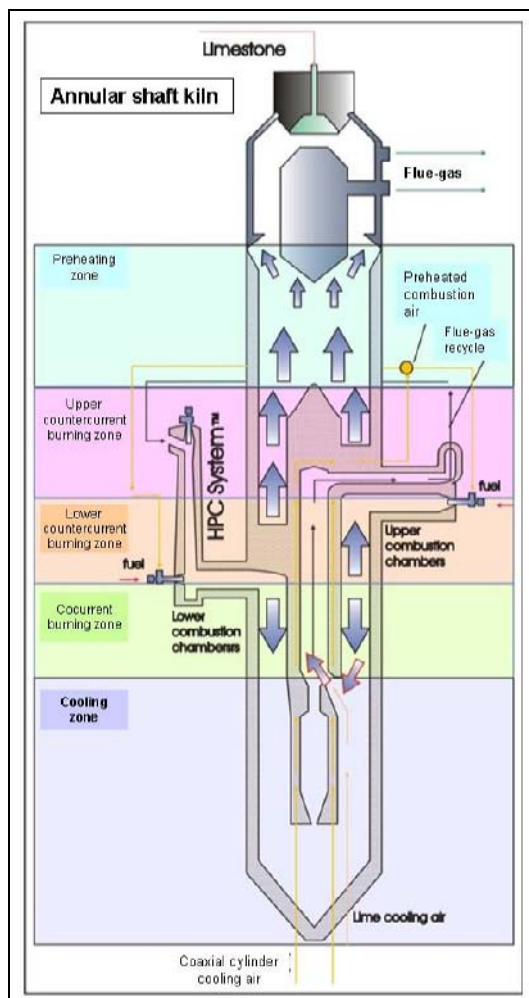 Limestone
Annular shaft kiln
Flue-gas
Preheating
zone
Preheated
combustion
air
Flue-gas
recycle
Upper
countercurrent
burning zone
HPC System™
fuel
Lower
countercurrent
burning zone
Upper
combustion
chambers
fuel
Cocurrent
burning zone
Lower
combustion
chambersrs
Cooling
zone
Lime cooling air
Coaxial cylinder
cooling air